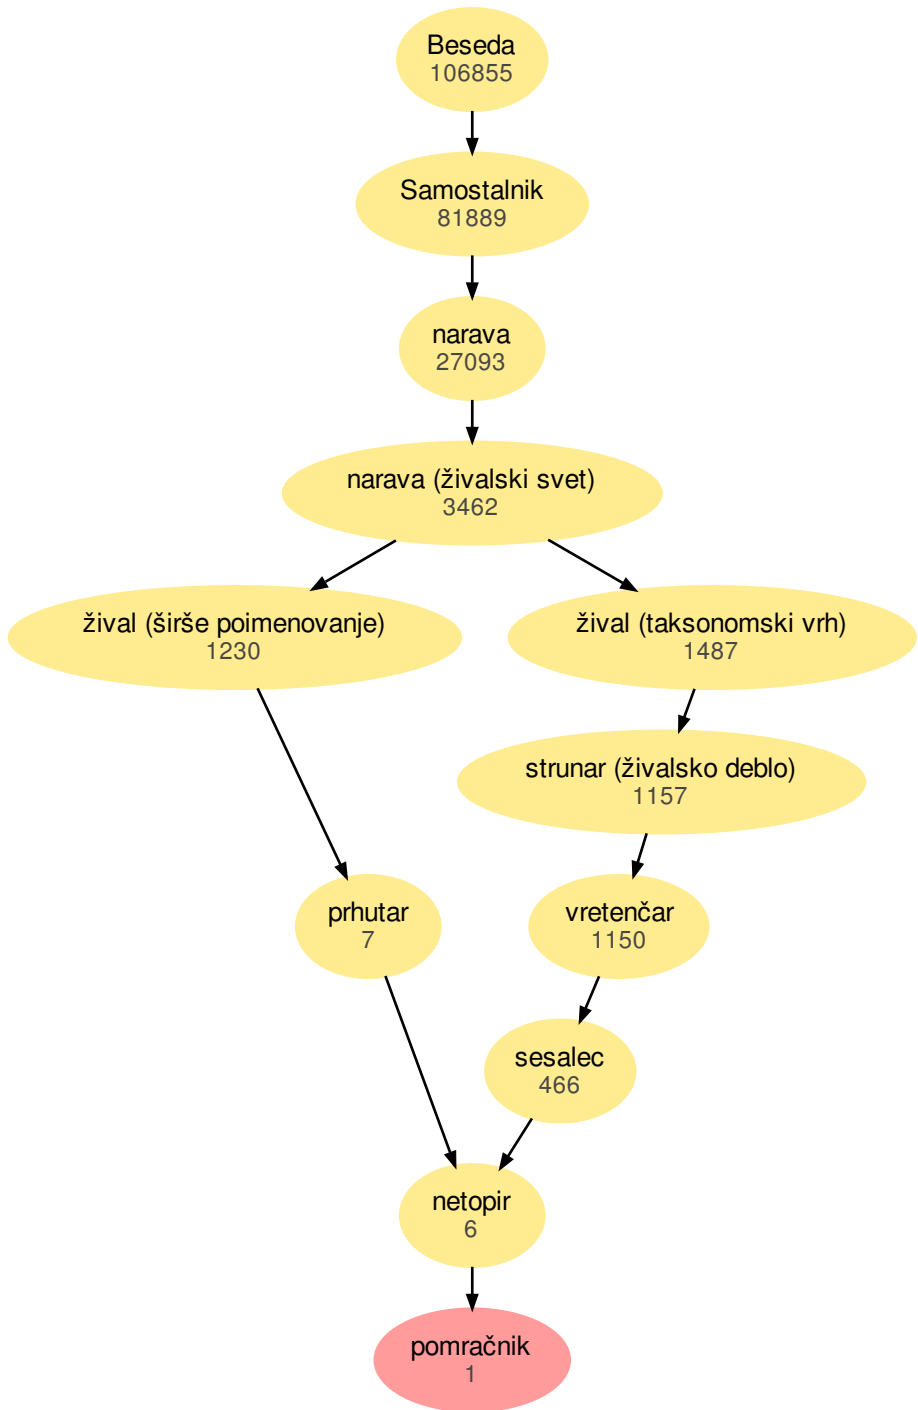 Beseda
106855
Samostalnik
81889
narava
27093
narava (živalski svet)
3462
žival (širše poimenovanje)
1230
žival (taksonomski vrh)
1487
strunar (živalsko deblo)
1157
prhutar
7
vretenčar
1150
sesalec
466
netopir
6
pomračnik
1